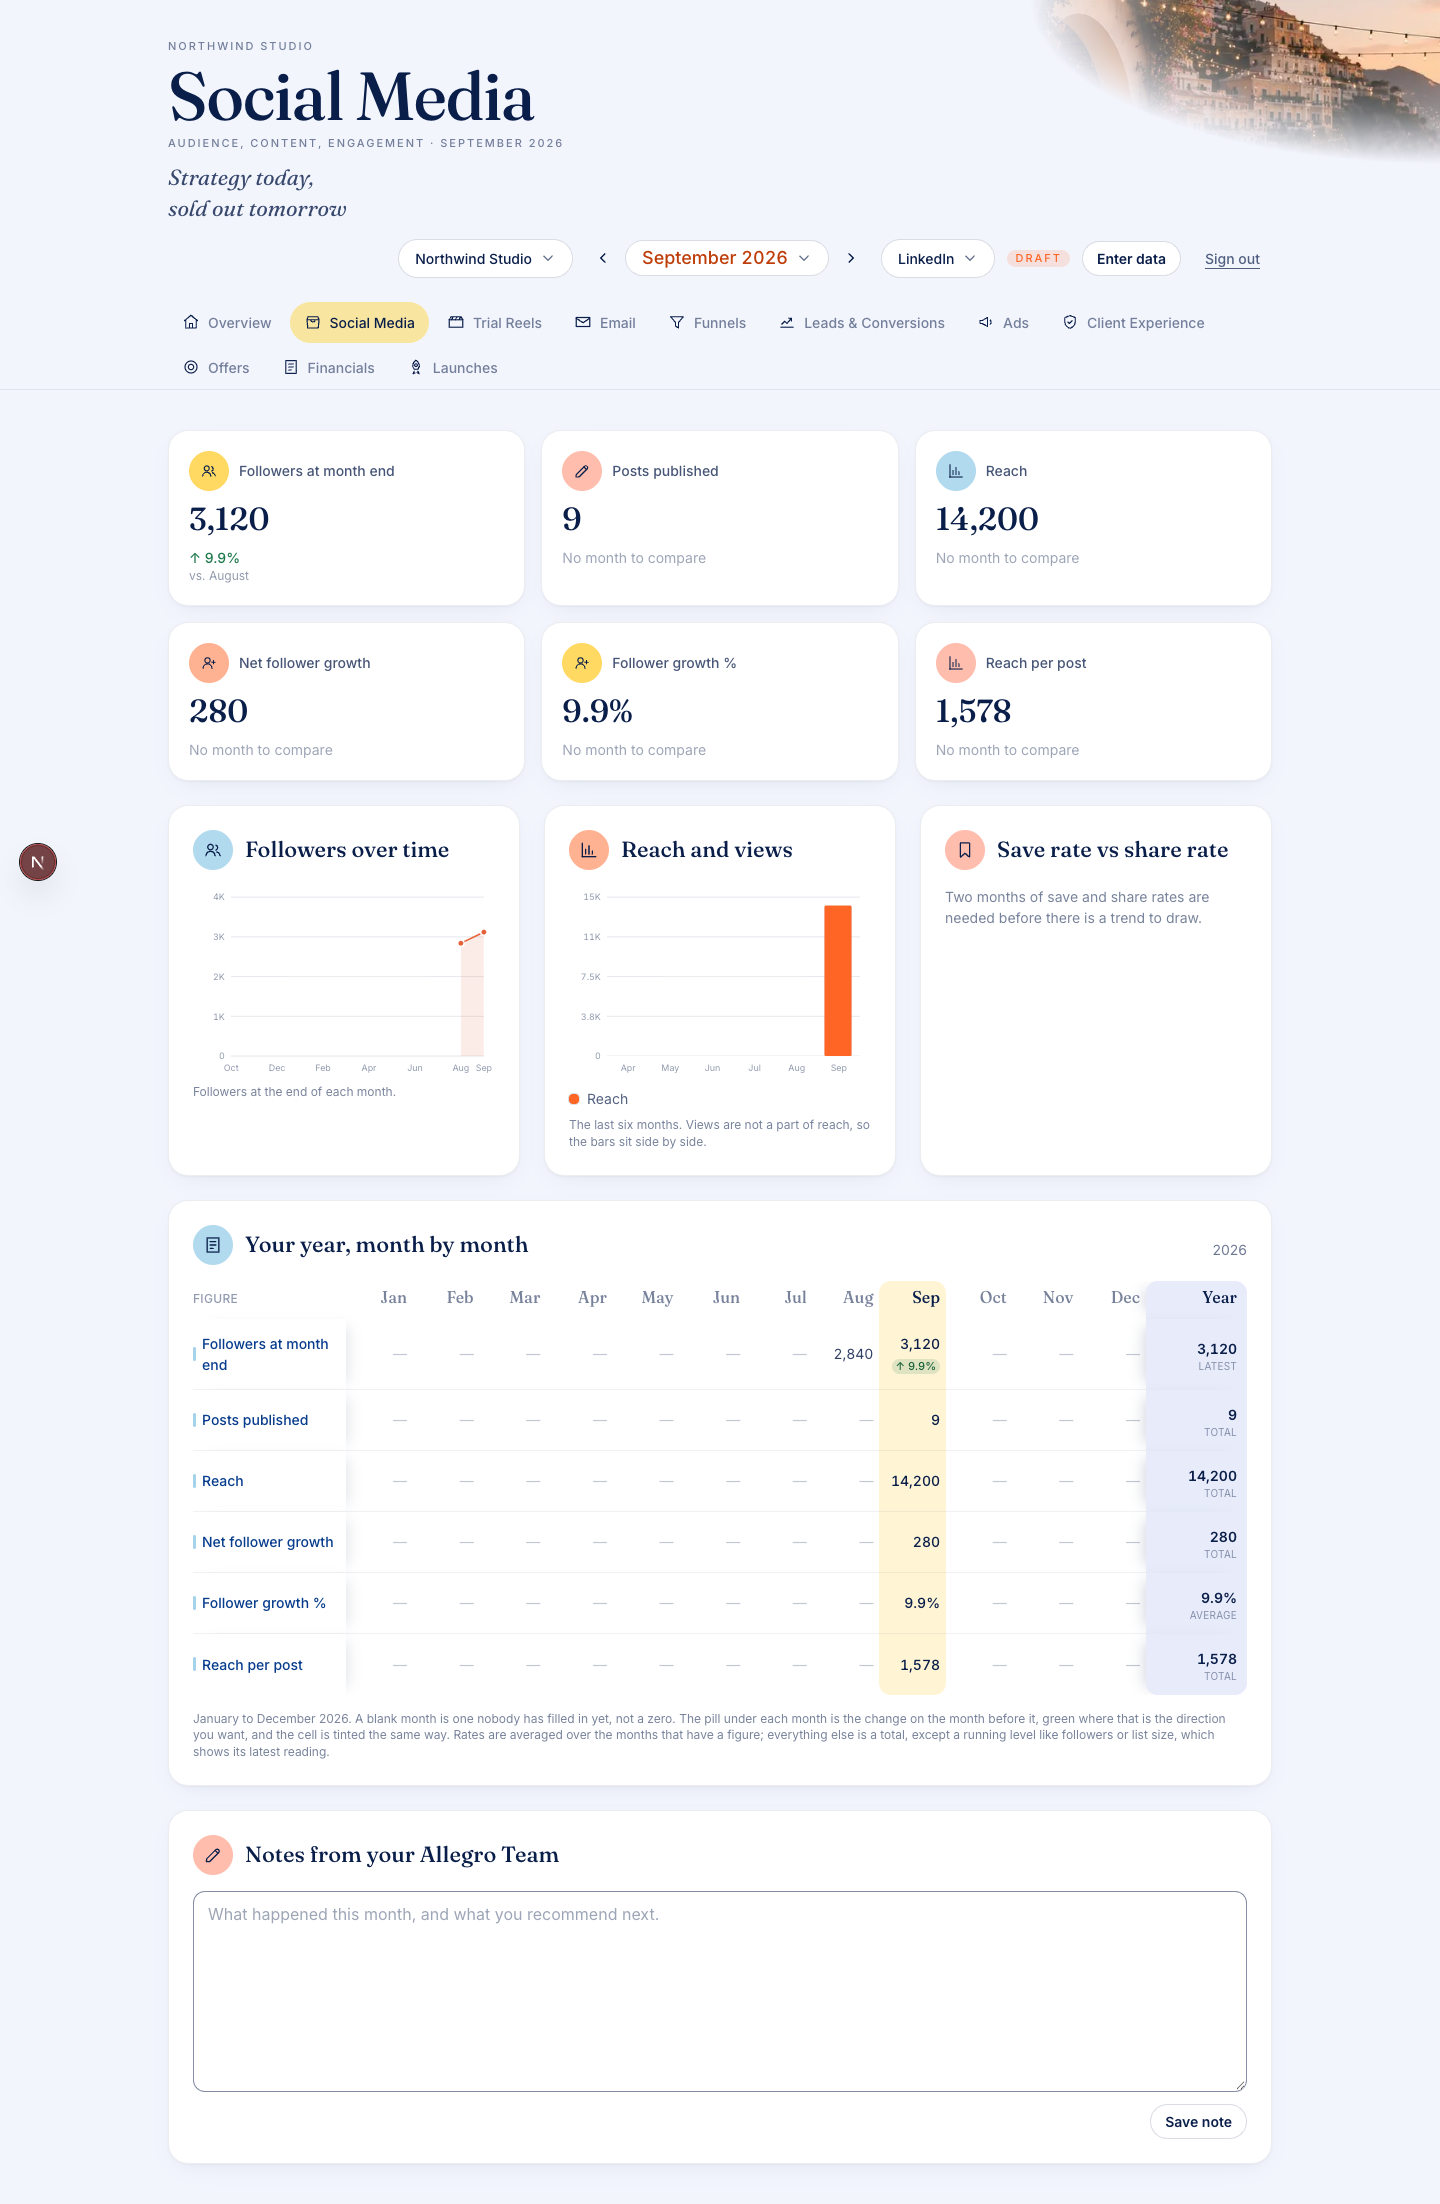 NORTHWIND STUDIO
Social Media
AUDIENCE, CONTENT, ENGAGEMENT · SEPTEMBER 2026
Strategy today,
sold out tomorrow
Northwind Studio
September 2026
LinkedIn
DRAFT
Enter data
Sign out
Overview
Social Media
Trial Reels
Email
Funnels
Leads & Conversions
Ads
Client Experience
Offers
Financials
Launches
Followers at month end
3,120
↑ 9.9%
vs. August
Posts published
9
No month to compare
Reach
14,200
No month to compare
Net follower growth
280
No month to compare
Follower growth %
9.9%
No month to compare
Reach per post
1,578
No month to compare
Followers over time
4K
3K
2K
1K
0
Oct Dec Feb Apr Jun Aug Sep
Followers at the end of each month.
Reach and views
15K
11K
7.5K
3.8K
0
Apr May Jun Jul Aug Sep
Reach
The last six months. Views are not a part of reach, so
the bars sit side by side.
Save rate vs share rate
Two months of save and share rates are
needed before there is a trend to draw.
N
Your year, month by month
2026
FIGURE Jan Feb Mar Apr May Jun Jul Aug Sep Oct Nov Dec Year
Followers at month
end
— — — — — — — 2,840 3,120 — — — 3,120
↑ 9.9%
LATEST
Posts published — — — — — — — — 9 — — — 9
TOTAL
Reach — — — — — — — — 14,200 — — — 14,200
TOTAL
Net follower growth — — — — — — — — 280 — — — 280
TOTAL
Follower growth % — — — — — — — — 9.9% — — — 9.9%
AVERAGE
Reach per post — — — — — — — — 1,578 — — — 1,578
TOTAL
January to December 2026. A blank month is one nobody has filled in yet, not a zero. The pill under each month is the change on the month before it, green where that is the direction
you want, and the cell is tinted the same way. Rates are averaged over the months that have a figure; everything else is a total, except a running level like followers or list size, which
shows its latest reading.
Notes from your Allegro Team
What happened this month, and what you recommend next.
Save note